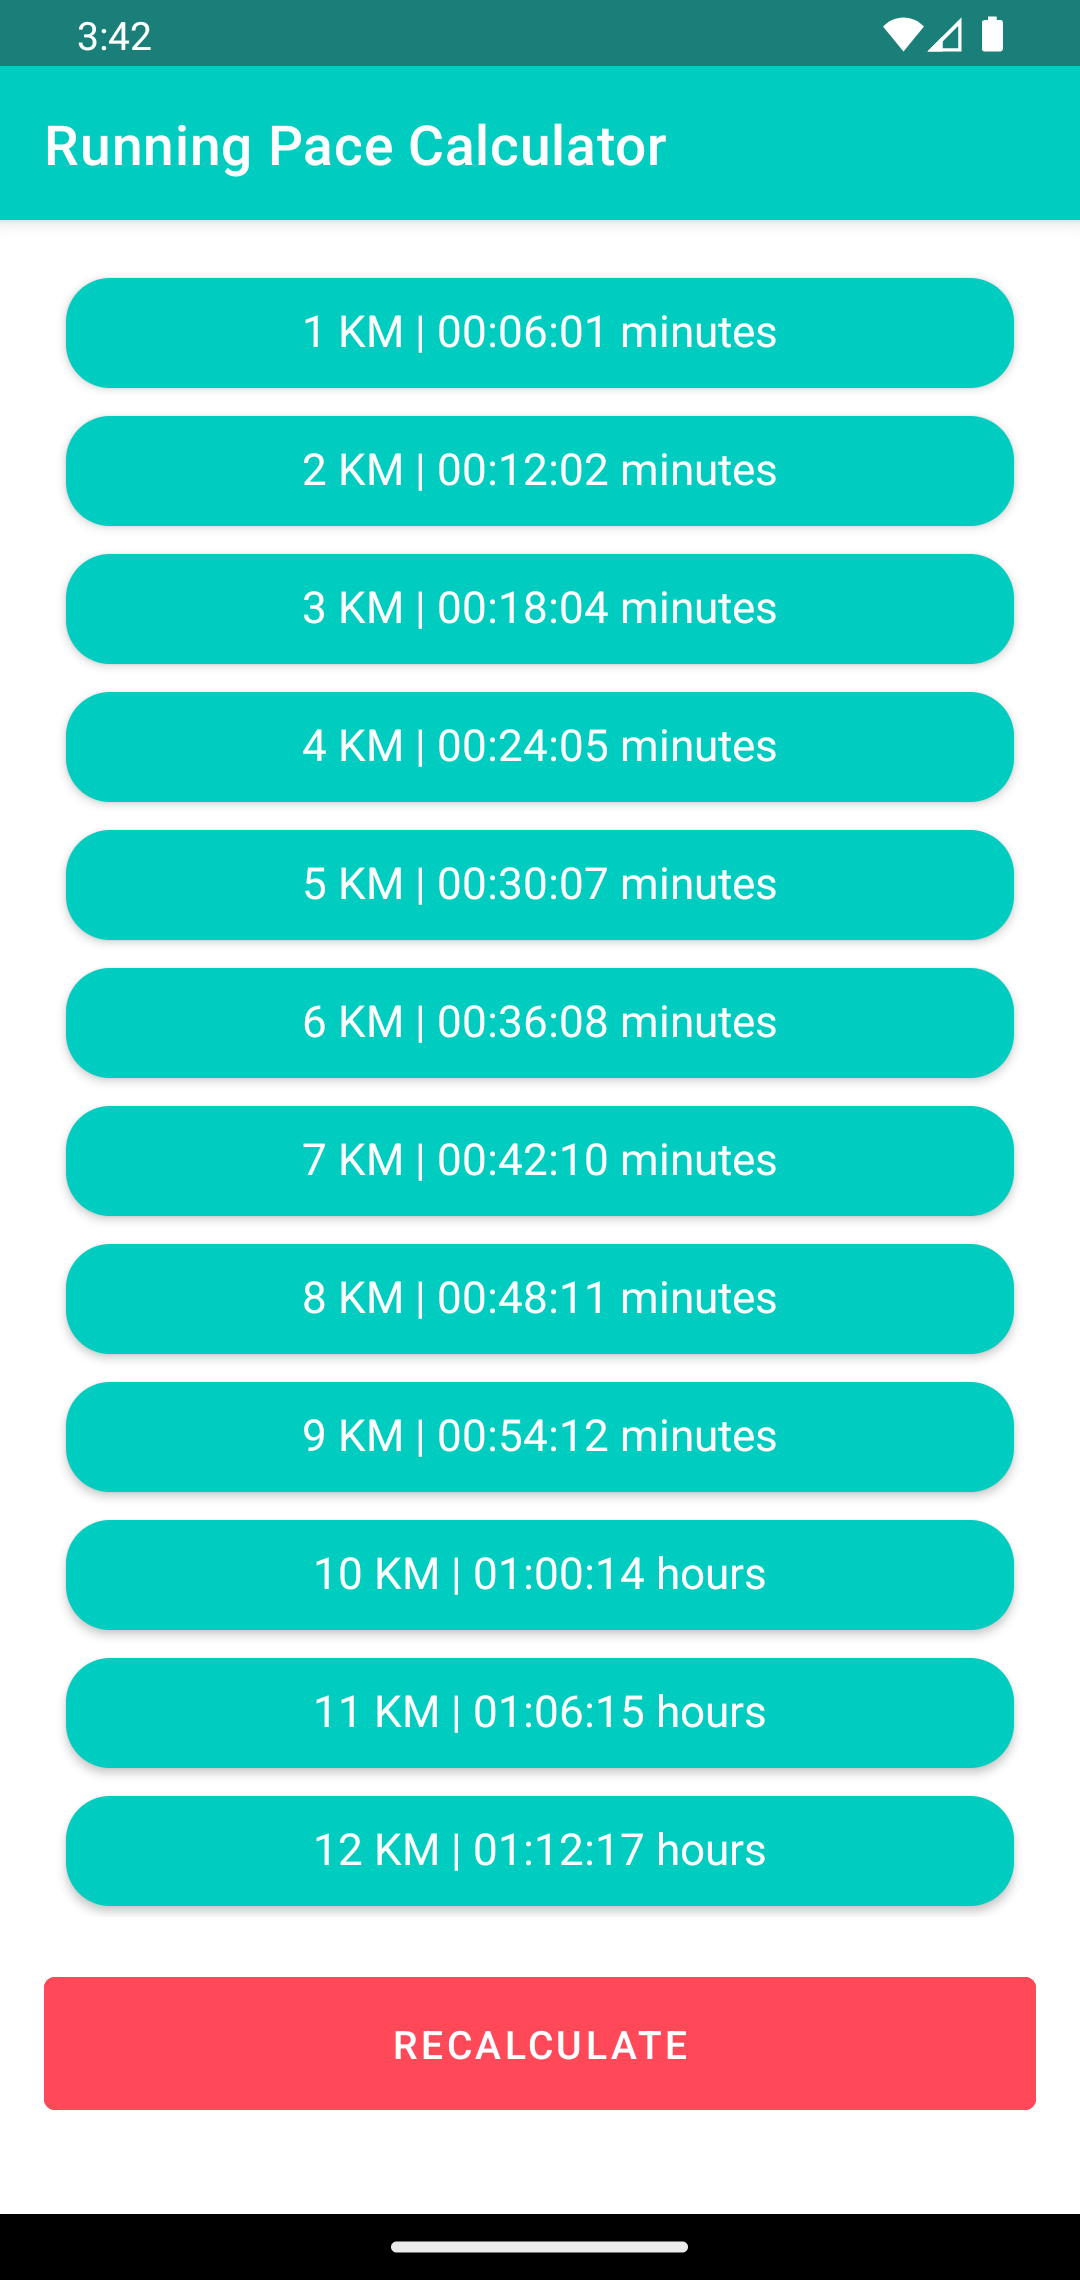 3:42
Running Pace Calculator
1 KM | 00:06:01 minutes
2 KM | 00:12:02 minutes
3 KM | 00:18:04 minutes
4 KM | 00:24:05 minutes
5 KM | 00:30:07 minutes
6 KM | 00:36:08 minutes
7 KM | 00:42:10 minutes
8 KM | 00:48:11 minutes
9 KM | 00:54:12 minutes
10 KM | 01:00:14 hours
11 KM | 01:06:15 hours
12 KM | 01:12:17 hours
RECALCULATE